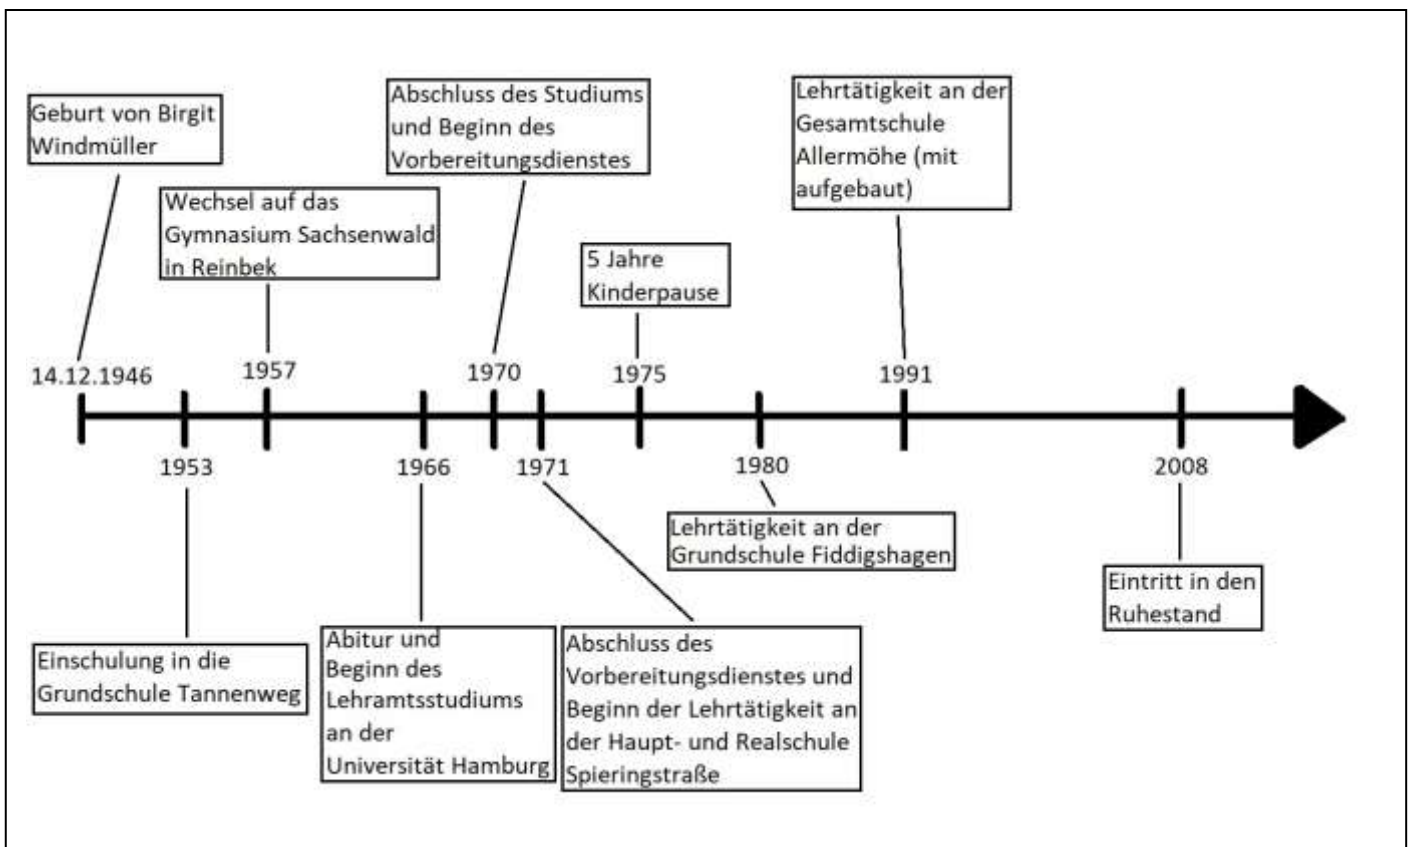 Geburt von Birgit
Windmüller
Abschluss des Studiums
und Beginn des
Vorbereitungsdienstes
Lehrtätigkeit an der
Gesamtschule
Allermöhe (mit
aufgebaut)
Wechsel auf das
Gymnasium Sachsenwald
in Reinbek
5 Jahre
Kinderpause
14.12.1946
1957
1970
1975
1991
1953
1966
1971
1980
2008
Lehrtätigkeit an der
Grundschule Fiddigshagen
Eintritt in den
Ruhestand
Einschulung in die
Grundschule Tannenweg
Abitur und
Beginn des
Lehramtsstudiums
an der
Universität Hamburg
Abschluss des
Vorbereitungsdienstes und
Beginn der Lehrtätigkeit an
der Haupt- und Realschule
Spieringstraße